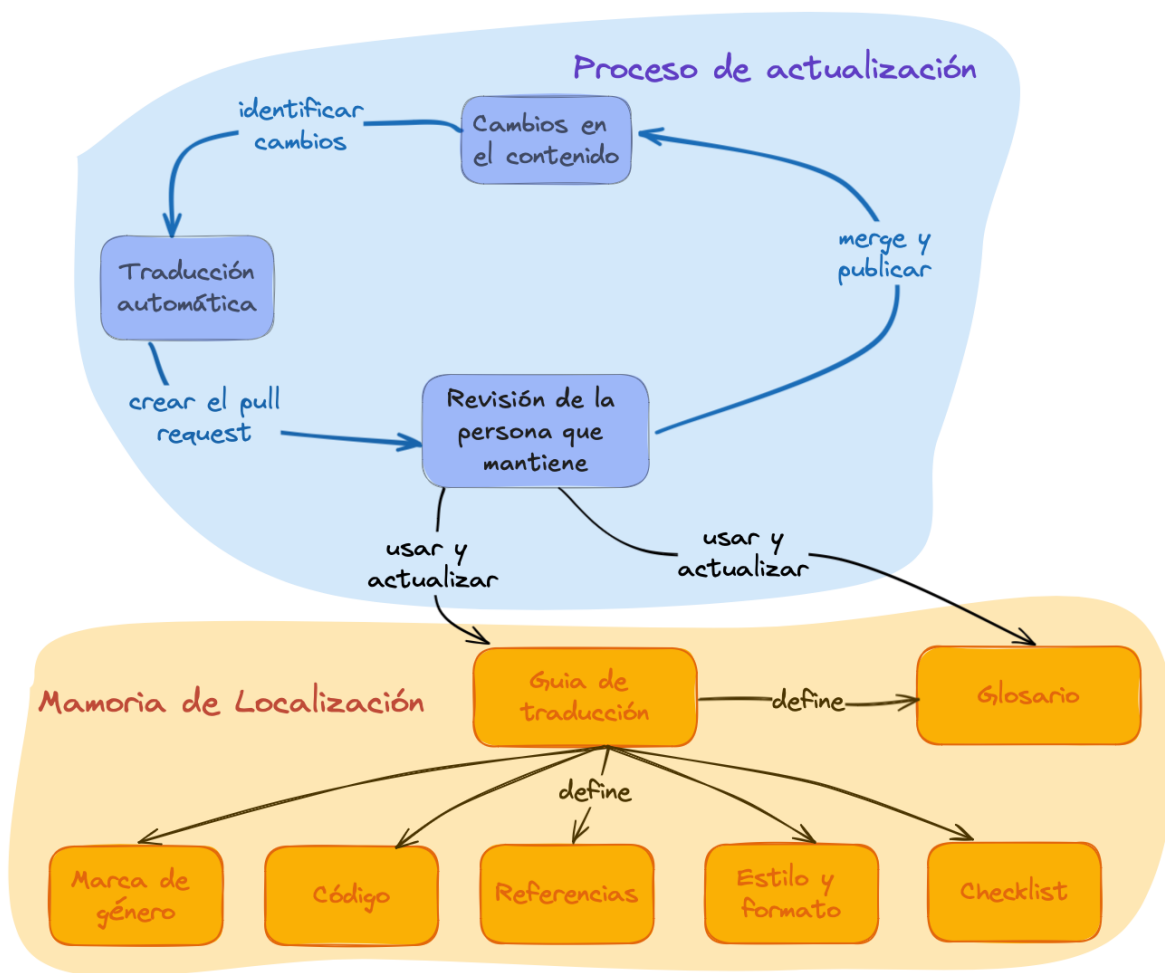 Proceso de actualización
identificar
cambios
Cambios en
el contenido
merge y
publicar
Traducción
automática
crear el pull
request
Revisión de la
persona que
mantiene
usar y
actualizar
usar y
actualizar
Mamoria de Localización
Guia de
traducción
define
Glosario
define
Marca de
género
Código
Referencias
Estilo y
formato
Checklist